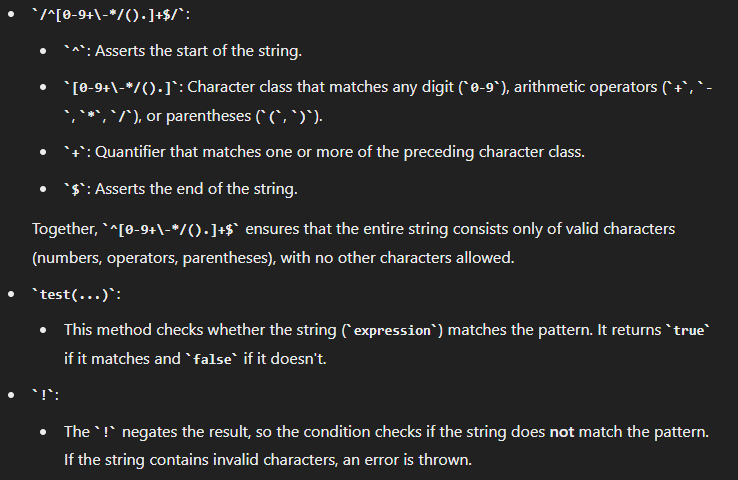 • `/^[0-9+\-*/().]+$/`:
• `^`: Asserts the start of the string.
• `[0-9+\-*/().]`: Character class that matches any digit (`0-9`), arithmetic operators (`+`, `-
`, `*`, `/`), or parentheses (`(`, `)`).
• `+`: Quantifier that matches one or more of the preceding character class.
• `$`: Asserts the end of the string.
Together, `^[0-9+\-*/().]+$` ensures that the entire string consists only of valid characters
(numbers, operators, parentheses), with no other characters allowed.
• `test(...)`:
• This method checks whether the string (`expression`) matches the pattern. It returns `true`
if it matches and `false` if it doesn't.
• `!`:
• The `!` negates the result, so the condition checks if the string does not match the pattern.
If the string contains invalid characters, an error is thrown.